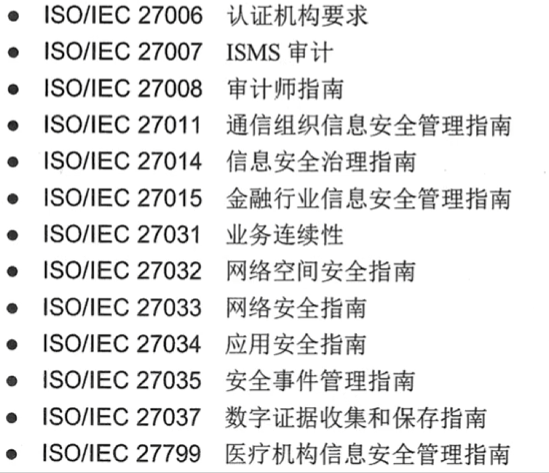 ● ISO/IEC 27006 认证机构要求
● ISO/IEC 27007 ISMS 审计
● ISO/IEC 27008 审计师指南
● ISO/IEC 27011 通信组织信息安全管理指南
● ISO/IEC 27014 信息安全治理指南
● ISO/IEC 27015 金融行业信息安全管理指南
● ISO/IEC 27031 业务连续性
● ISO/IEC 27032 网络空间安全指南
● ISO/IEC 27033 网络安全指南
● ISO/IEC 27034 应用安全指南
● ISO/IEC 27035 安全事件管理指南
● ISO/IEC 27037 数字证据收集和保存指南
● ISO/IEC 27799 医疗机构信息安全管理指南